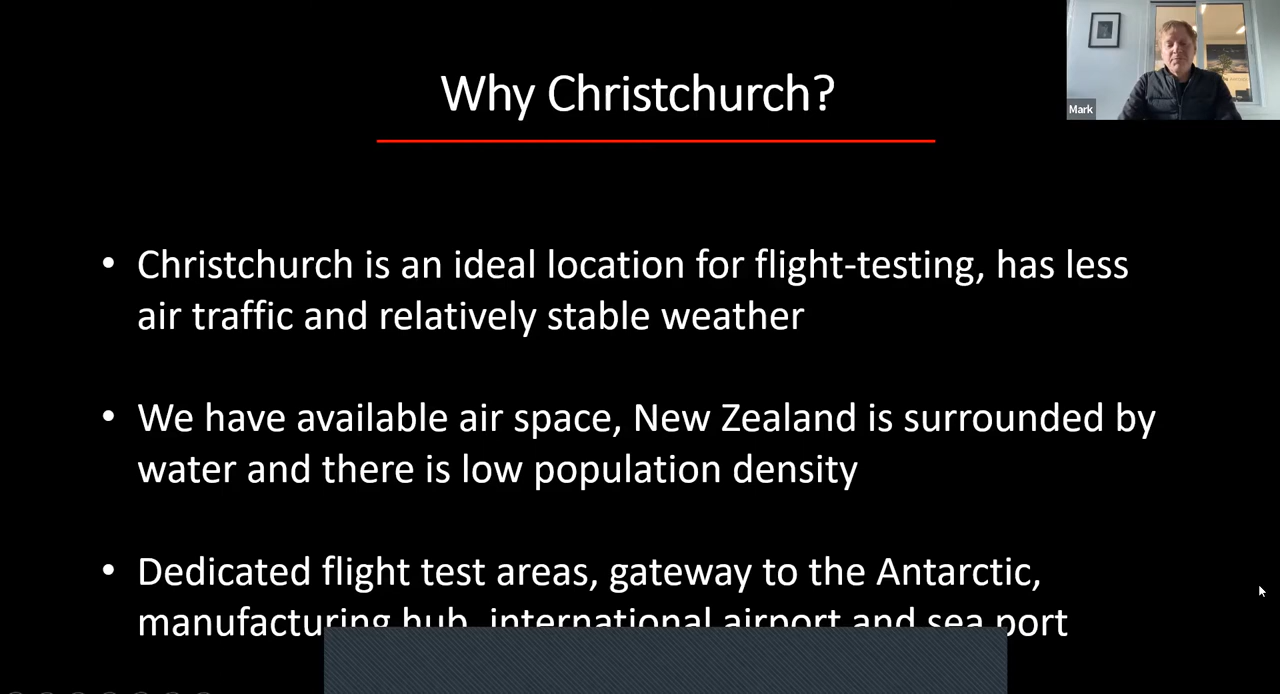 Why Christchurch?
Mark
• Christchurch is an ideal location for flight-testing, has less
air traffic and relatively stable weather
• We have available air space, New Zealand is surrounded by
water and there is low population density
• Dedicated flight test areas, gateway to the Antarctic,
manufacturing hub, international airport and sea port